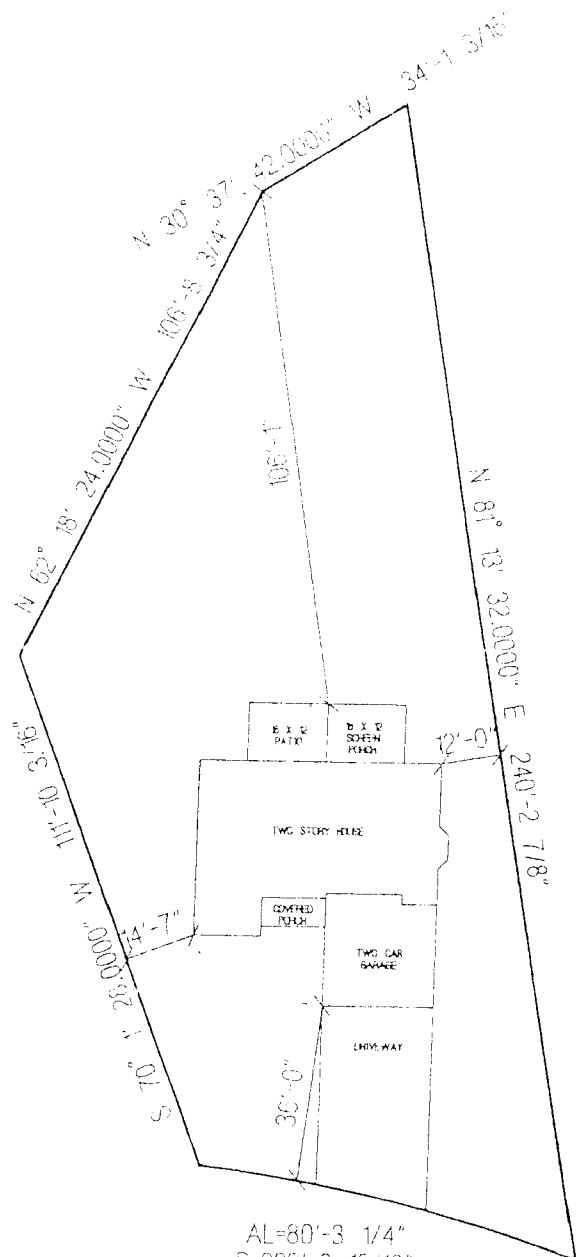 34'-1 3/16"
N 30° 37' 42.0000" W
N 62° 18' 24.0000" W 106'-8 3/4"
106'-1"
N 81° 13' 32.0000" E 240'-2 7/8"
16 X 12
PATIO
16 X 12
SCREEN
PORCH
12'-0"
TWO STORY HOUSE
S 70° 1' 28.0000" W 111'-10 3/16"
14'-7"
COVERED
PORCH
TWO CAR
GARAGE
DRIVEWAY
36'-0"
AL=80'-3 1/4"